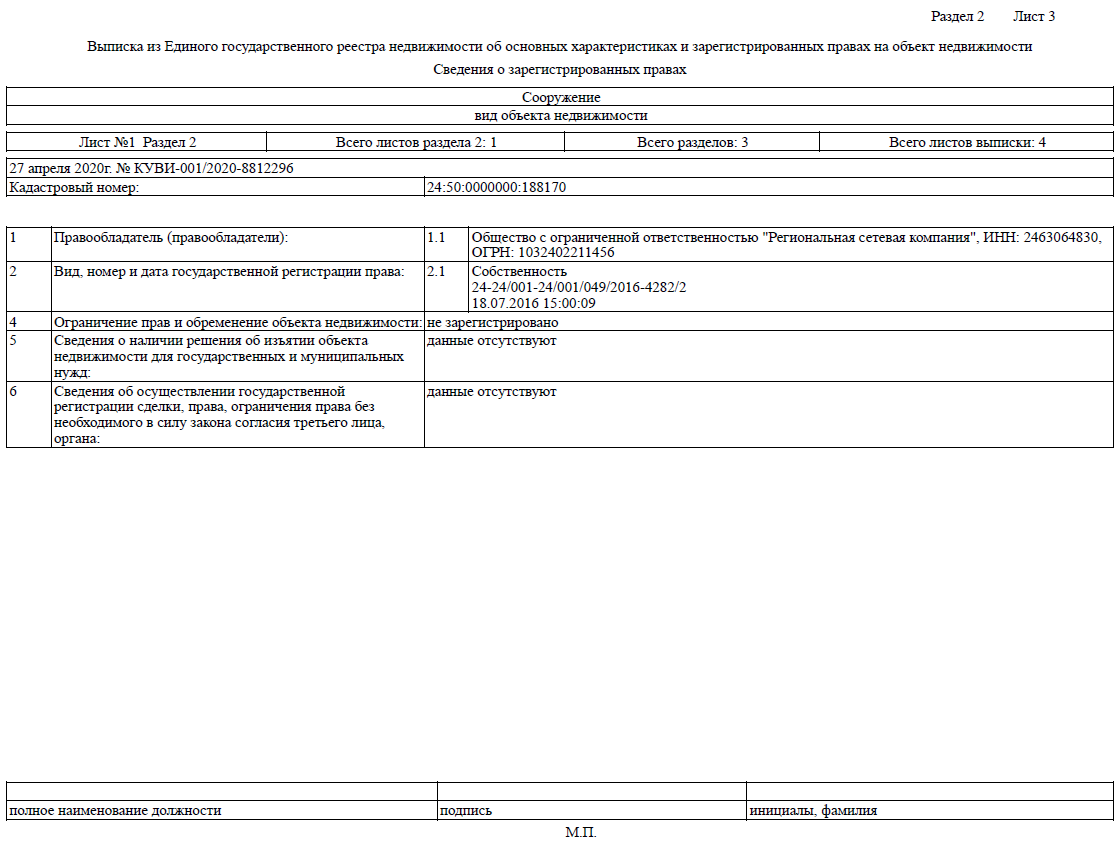 Раздел 2 Лист 3
Выписка из Единого государственного реестра недвижимости об основных характеристиках и зарегистрированных правах на объект недвижимости
Сведения о зарегистрированных правах
Сооружение
вид объекта недвижимости
Лист №1 Раздел 2 Всего листов раздела 2: 1 Всего разделов: 3 Всего листов выписки: 4
27 апреля 2020г. № КУВИ-001/2020-8812296
Кадастровый номер: 24:50:0000000:188170
1 Правообладатель (правообладатели): 1.1 Общество с ограниченной ответственностью "Региональная сетевая компания", ИНН: 2463064830,
ОГРН: 1032402211456
2 Вид, номер и дата государственной регистрации права: 2.1 Собственность
24-24/001-24/001/049/2016-4282/2
18.07.2016 15:00:09
4 Ограничение прав и обременение объекта недвижимости: не зарегистрировано
5 Сведения о наличии решения об изъятии объекта данные отсутствуют
недвижимости для государственных и муниципальных
нужд:
6 Сведения об осуществлении государственной данные отсутствуют
регистрации сделки, права, ограничения права без
необходимого в силу закона согласия третьего лица,
органа:
полное наименование должности подпись инициалы, фамилия
М.П.